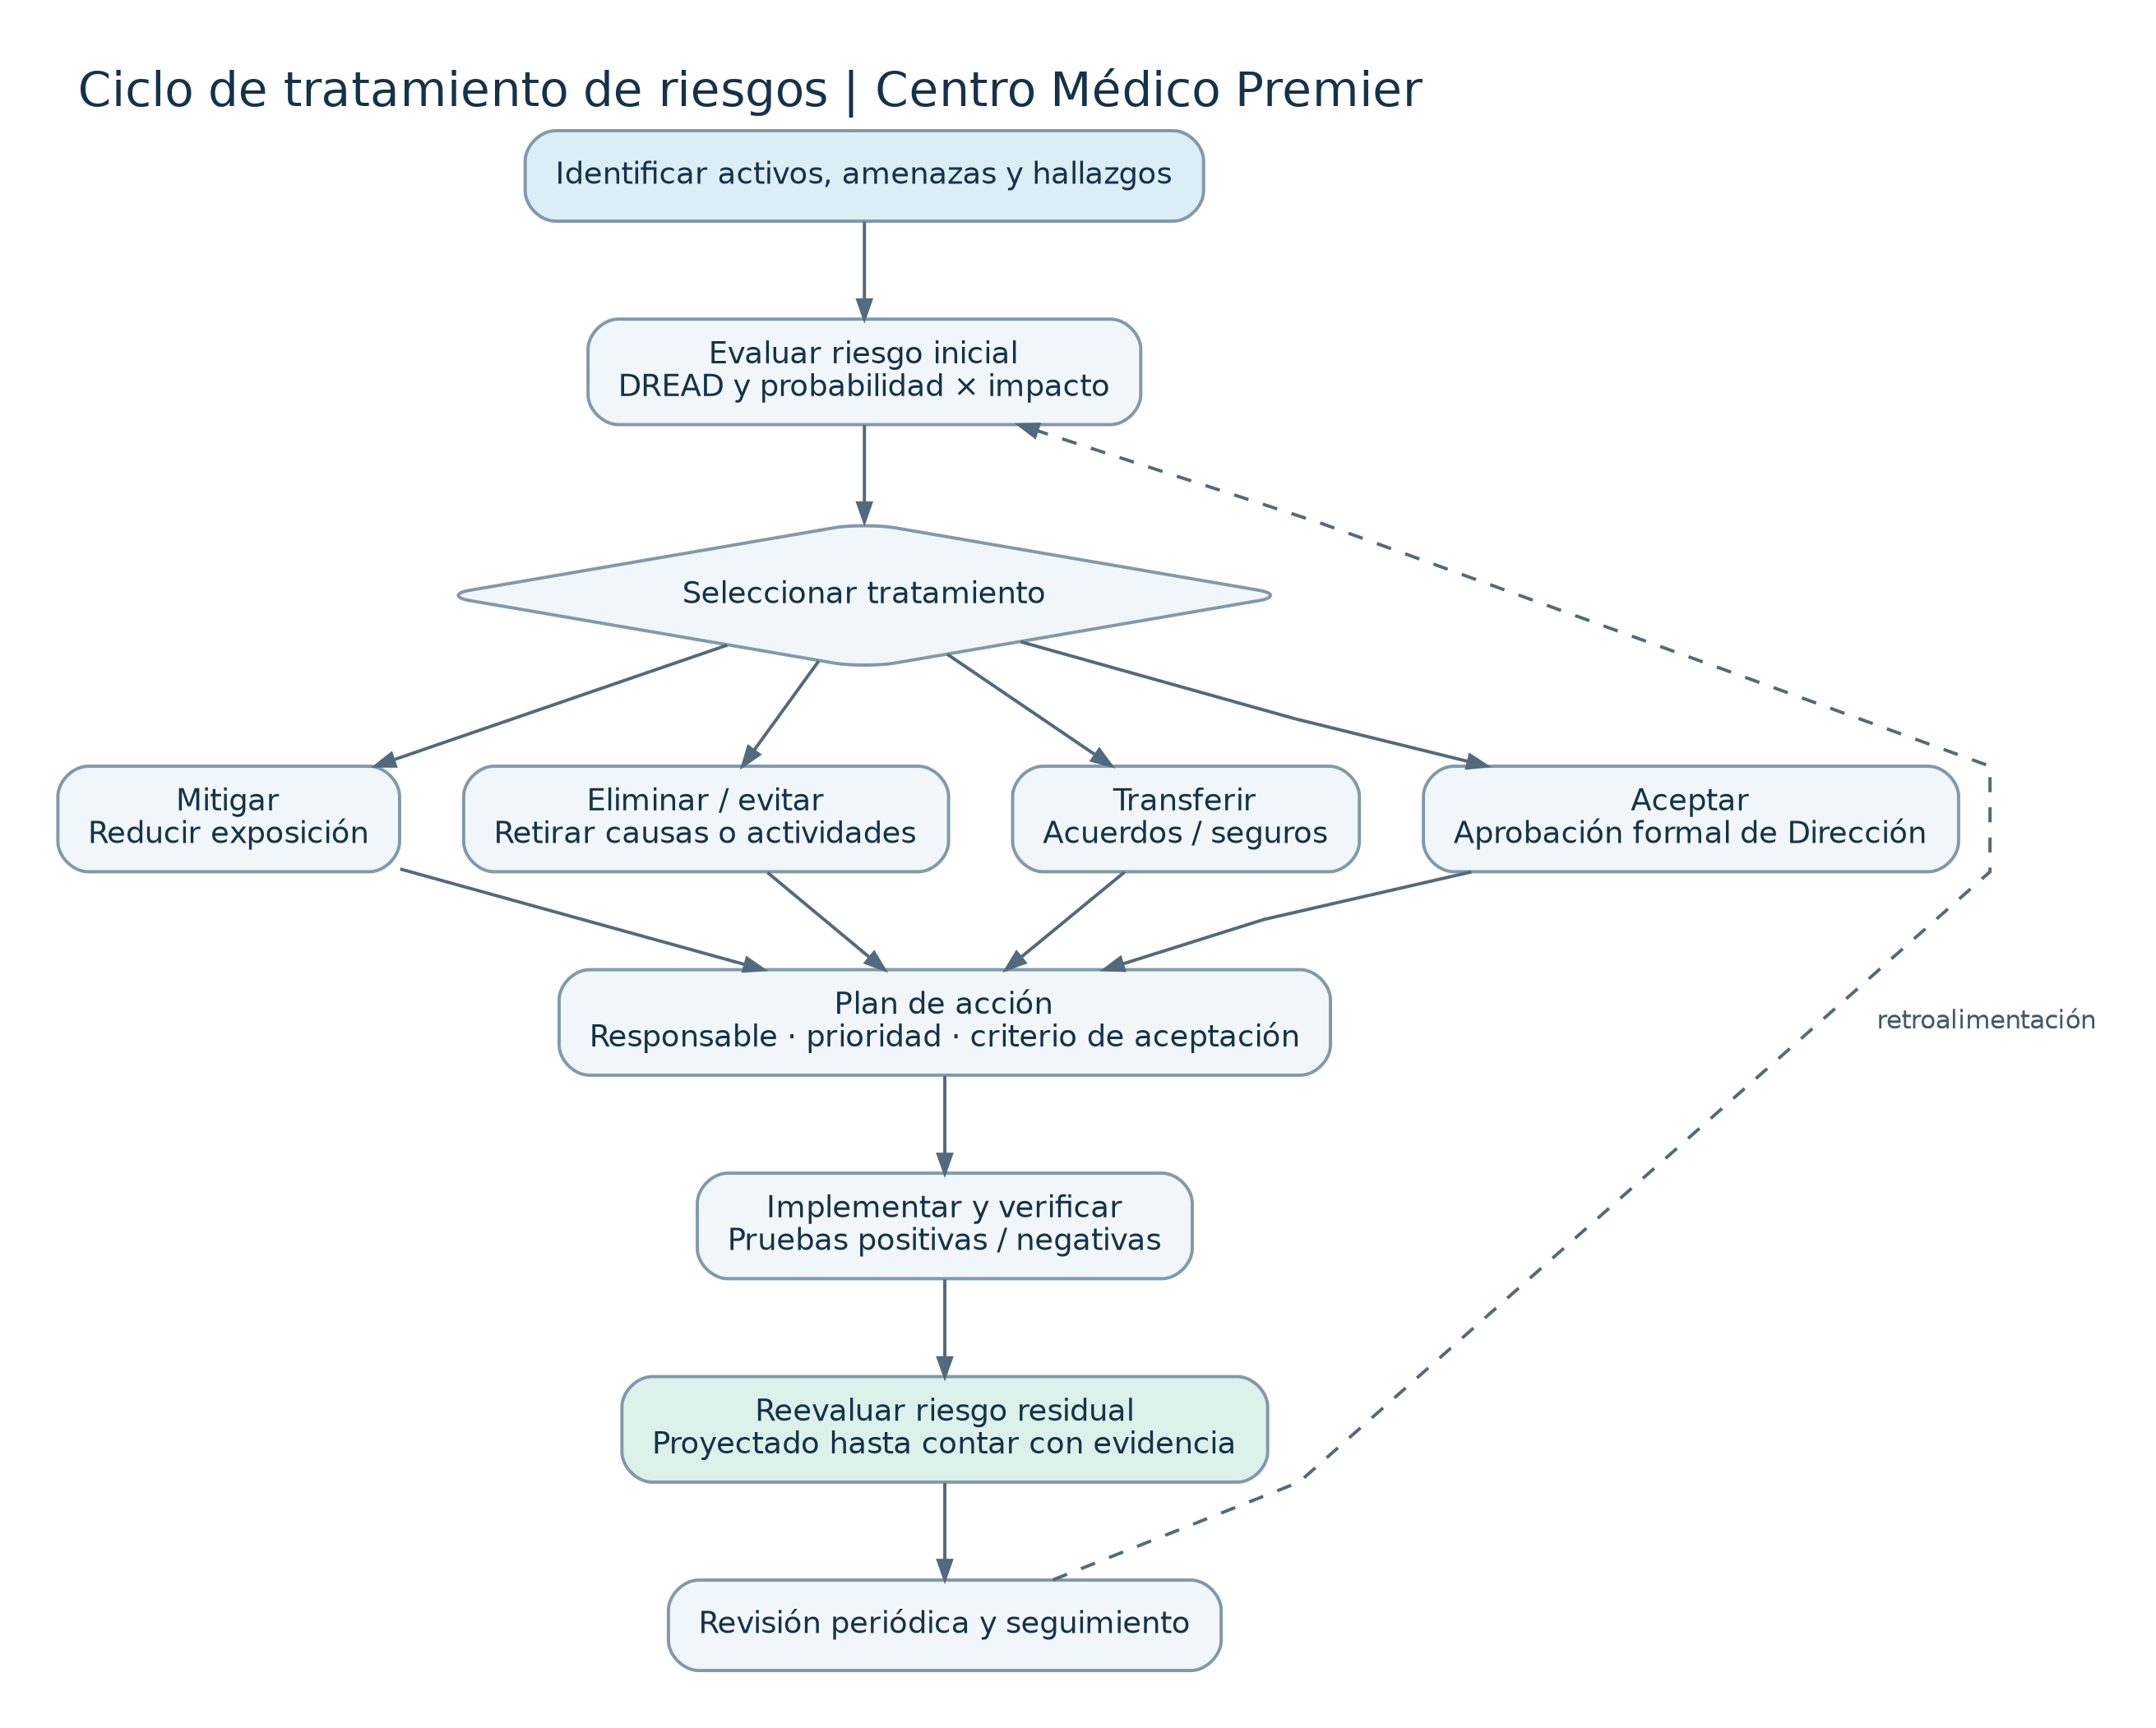 Ciclo de tratamiento de riesgos | Centro Médico Premier
Identificar activos, amenazas y hallazgos
Evaluar riesgo inicial
DREAD y probabilidad × impacto
Seleccionar tratamiento
Mitigar
Reducir exposición
Eliminar / evitar
Retirar causas o actividades
Transferir
Acuerdos / seguros
Aceptar
Aprobación formal de Dirección
Plan de acción
Responsable · prioridad · criterio de aceptación
retroalimentación
Implementar y verificar
Pruebas positivas / negativas
Reevaluar riesgo residual
Proyectado hasta contar con evidencia
Revisión periódica y seguimiento